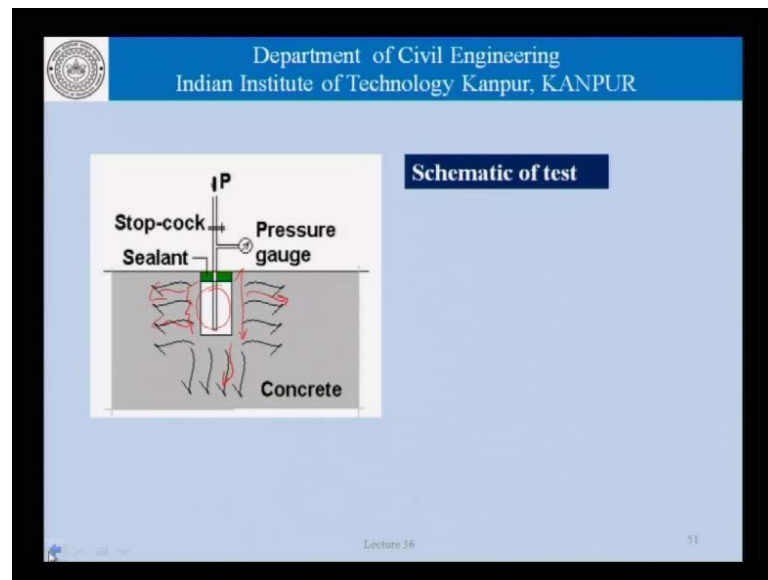 Department of Civil Engineering
Indian Institute of Technology Kanpur, KANPUR
Schematic of test
P
Stop-cock
Pressure
gauge
Sealant
Concrete
Lecture 36
51